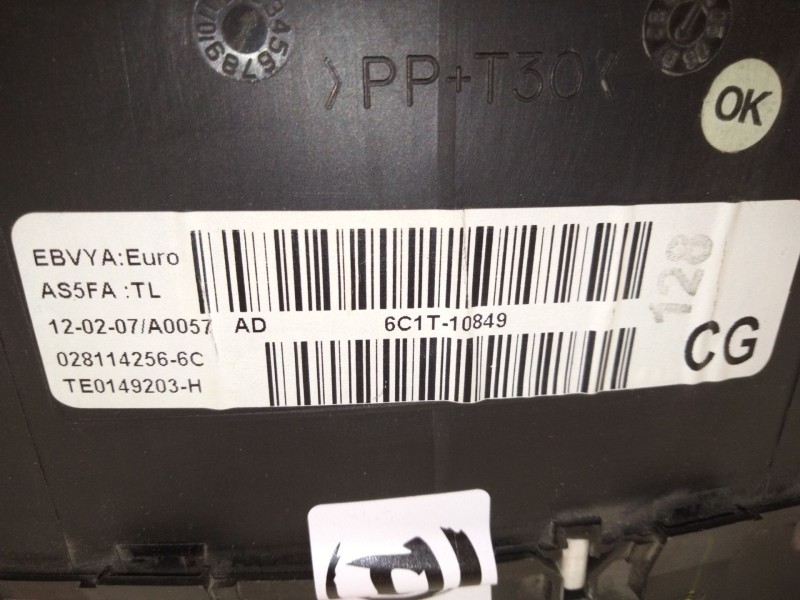 >PP+T30<
OK
EBVYA:Euro
AS5FA :TL
12-02-07/A0057 AD 6C1T-10849
028114256-6C
TE0149203-H
128
CG